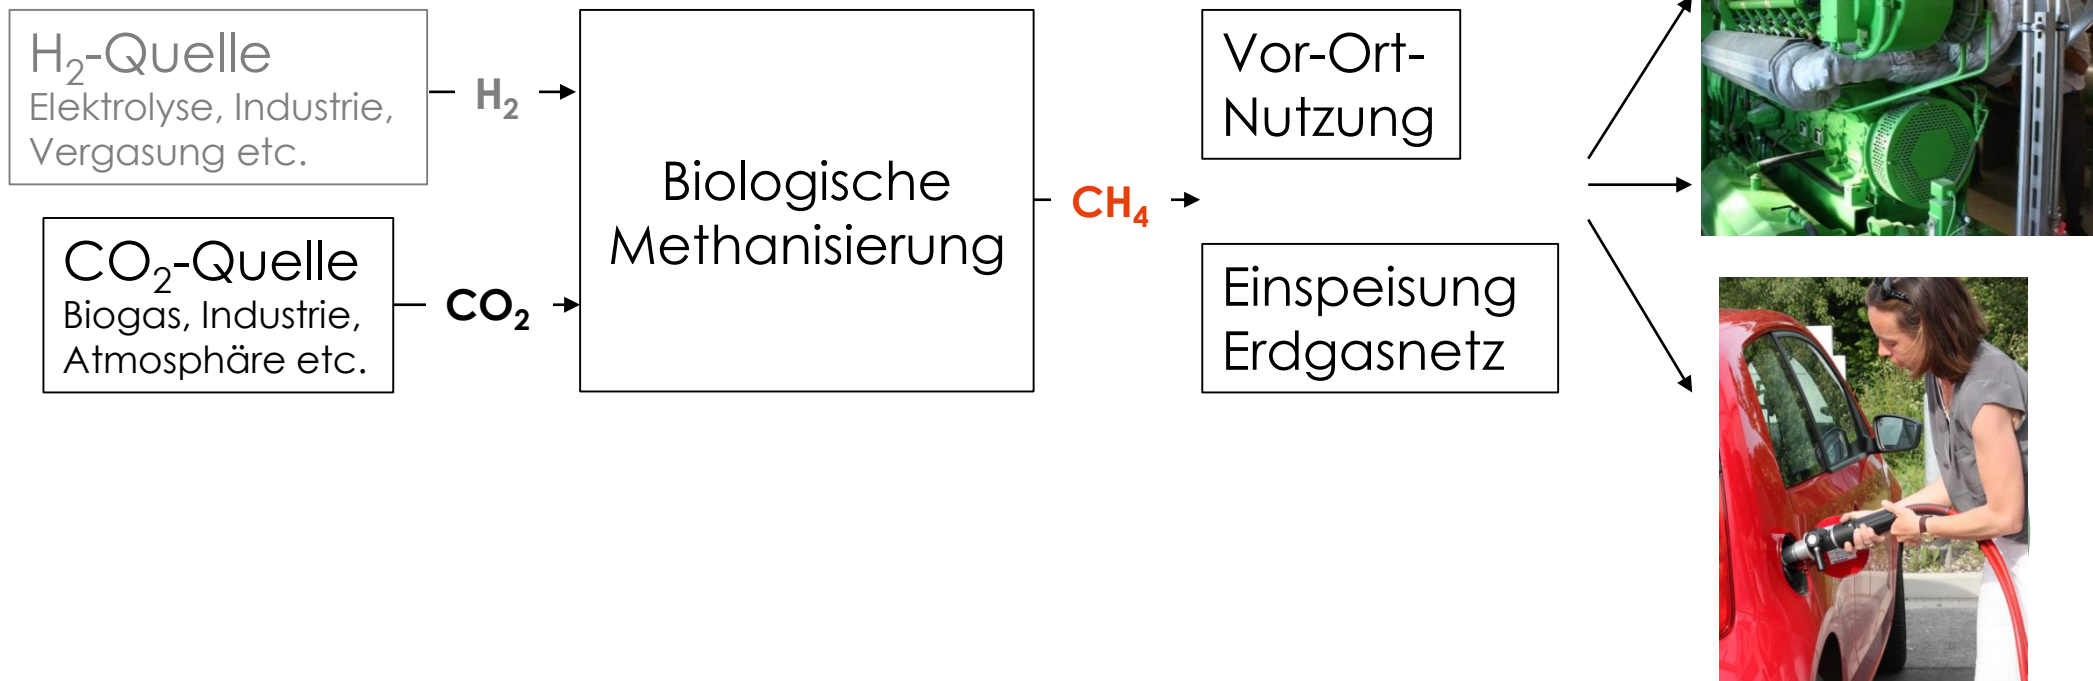 H₂-Quelle
Elektrolyse, Industrie,
Vergasung etc.
H₂
CO₂-Quelle
Biogas, Industrie,
Atmosphäre etc.
CO₂
Biologische
Methanisierung
CH₄
Vor-Ort-
Nutzung
Einspeisung
Erdgasnetz